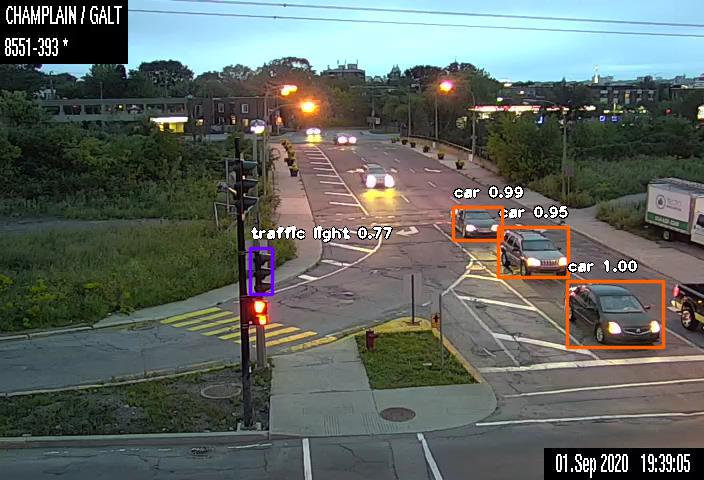 CHAMPLAIN / GALT
8551-393 *
car 0.99
car 0.95
traffic light 0.77
car 1.00
01.Sep 2020 19:39:05